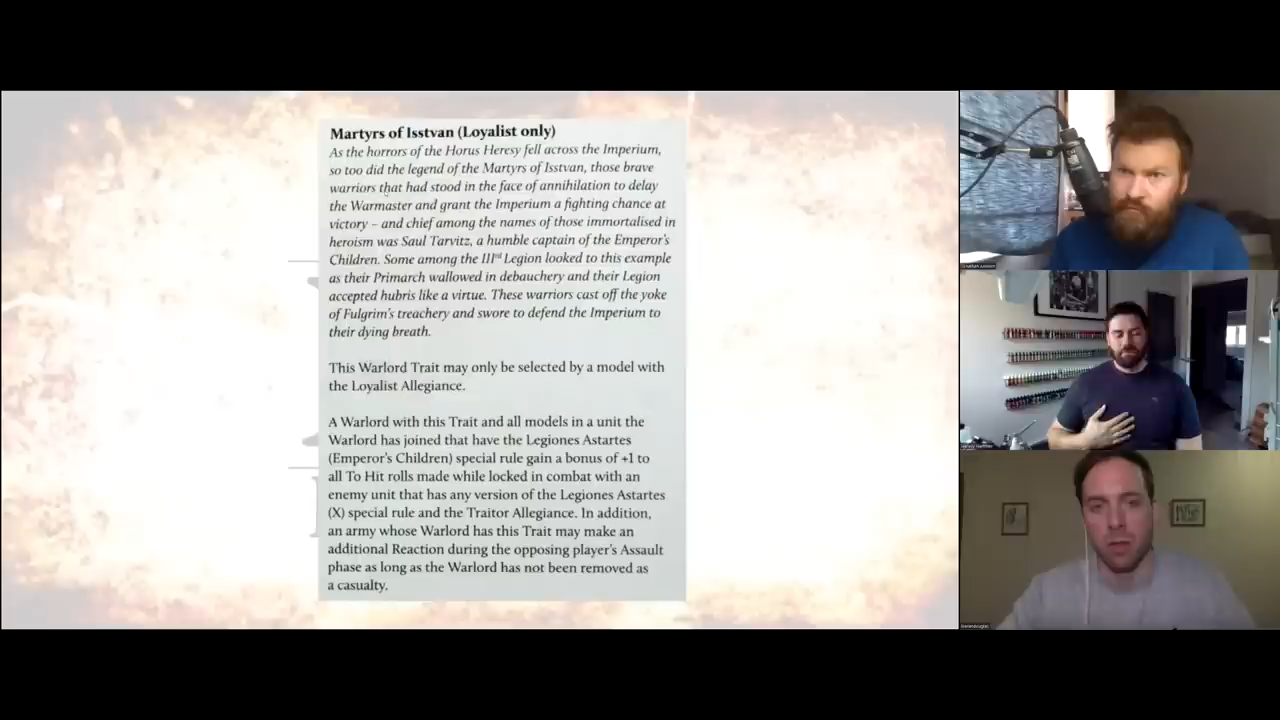 Martyrs of Isstvan (Loyalist only)
As the horrors of the Horus Heresy fell across the Imperium,
so too did the legend of the Martyrs of Isstvan, those brave
warriors that had stood in the face of annihilation to delay
the Warmaster and grant the Imperium a fighting chance at
victory – and chief among the names of those immortalised in
heroism was Saul Tarvitz, a humble captain of the Emperor's
Children. Some among the IIIrd Legion looked to this example
as their Primarch wallowed in debauchery and their Legion
accepted hubris like a virtue. These warriors cast off the yoke
of Fulgrim's treachery and swore to defend the Imperium to
their dying breath.
This Warlord Trait may only be selected by a model with
the Loyalist Allegiance.
A Warlord with this Trait and all models in a unit the
Warlord has joined that have the Legiones Astartes
(Emperor's Children) special rule gain a bonus of +1 to
all To Hit rolls made while locked in combat with an
enemy unit that has any version of the Legiones Astartes
(X) special rule and the Traitor Allegiance. In addition,
an army whose Warlord has this Trait may make an
additional Reaction during the opposing player's Assault
phase as long as the Warlord has not been removed as
a casualty.